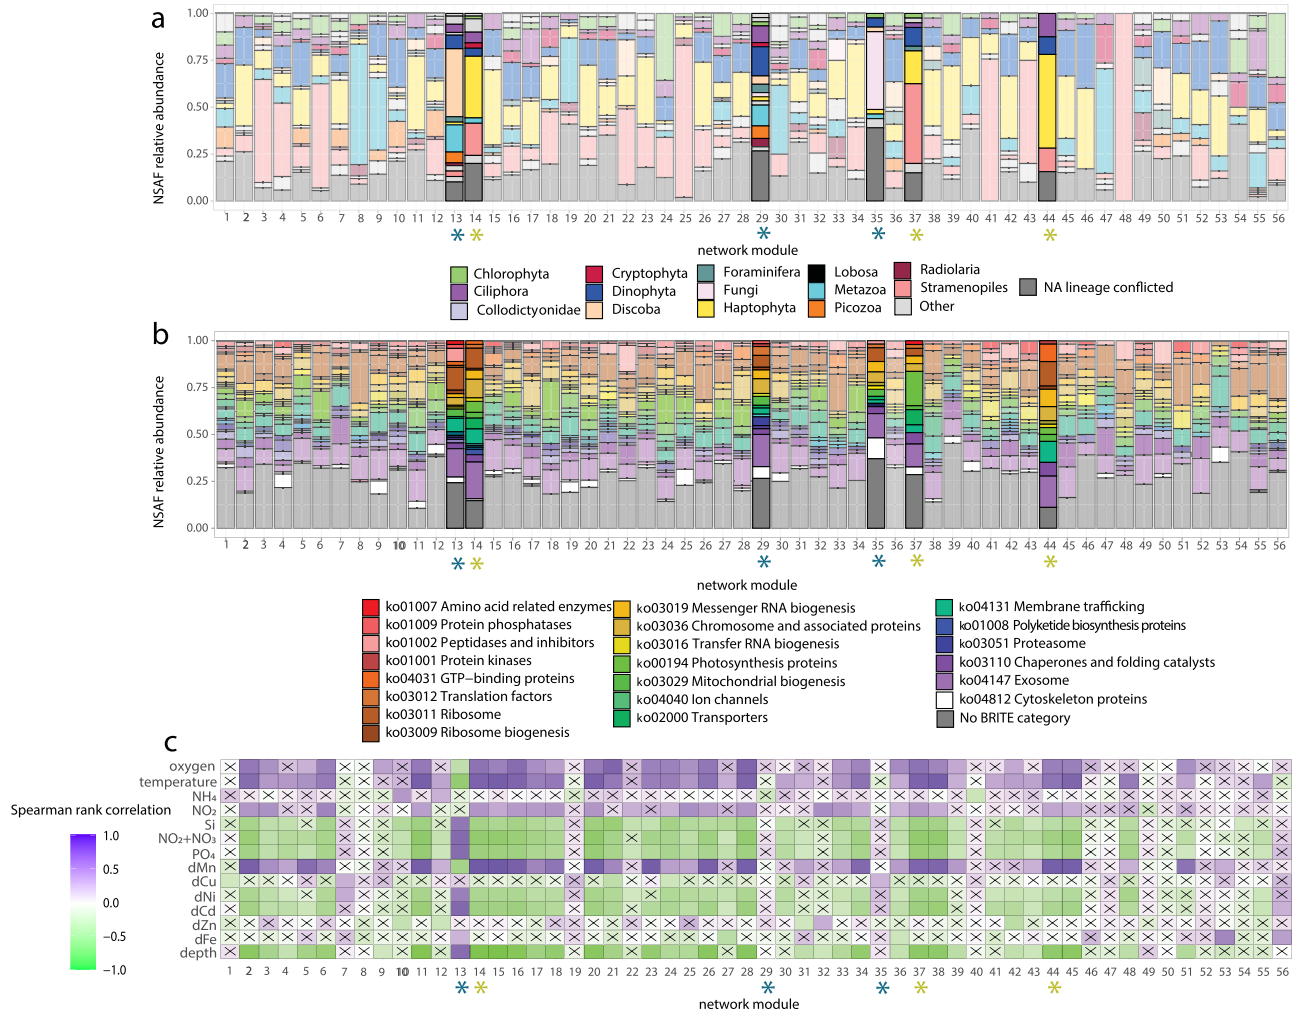 a
NSAF relative abundance
1.00
0.75
0.50
0.25
0.00
1 2 3 4 5 6 7 8 9 10 11 12 13 14 15 16 17 18 19 20 21 22 23 24 25 26 27 28 29 30 31 32 33 34 35 36 37 38 39 40 41 42 43 44 45 46 47 48 49 50 51 52 53 54 55 56
* * * * * *
network module
Chlorophyta Cryptophyta Foraminifera Lobosa Radiolaria
Ciliphora Dinophyta Fungi Metazoa Stramenopiles NA lineage conflicted
Collodictyonidae Discoba Haptophyta Picozoa Other
b
NSAF relative abundance
1.00
0.75
0.50
0.25
0.00
1 2 3 4 5 6 7 8 9 10 11 12 13 14 15 16 17 18 19 20 21 22 23 24 25 26 27 28 29 30 31 32 33 34 35 36 37 38 39 40 41 42 43 44 45 46 47 48 49 50 51 52 53 54 55 56
* * * * * *
network module
ko01007 Amino acid related enzymes ko03019 Messenger RNA biogenesis ko04131 Membrane trafficking
ko01009 Protein phosphatases ko03036 Chromosome and associated proteins ko01008 Polyketide biosynthesis proteins
ko01002 Peptidases and inhibitors ko03016 Transfer RNA biogenesis ko03051 Proteasome
ko01001 Protein kinases ko00194 Photosynthesis proteins ko03110 Chaperones and folding catalysts
ko04031 GTP−binding proteins ko03029 Mitochondrial biogenesis ko04147 Exosome
ko03012 Translation factors ko04040 Ion channels ko04812 Cytoskeleton proteins
ko03011 Ribosome ko02000 Transporters No BRITE category
ko03009 Ribosome biogenesis
c
oxygen
temperature
NH₄
NO₂
Si
NO₂+NO₃
PO₄
dMn
dCu
dNi
dCd
dZn
dFe
depth
Spearman rank correlation
1.0
0.5
0.0
−0.5
−1.0
1 2 3 4 5 6 7 8 9 10 11 12 13 14 15 16 17 18 19 20 21 22 23 24 25 26 27 28 29 30 31 32 33 34 35 36 37 38 39 40 41 42 43 44 45 46 47 48 49 50 51 52 53 54 55 56
* * * * * *
network module